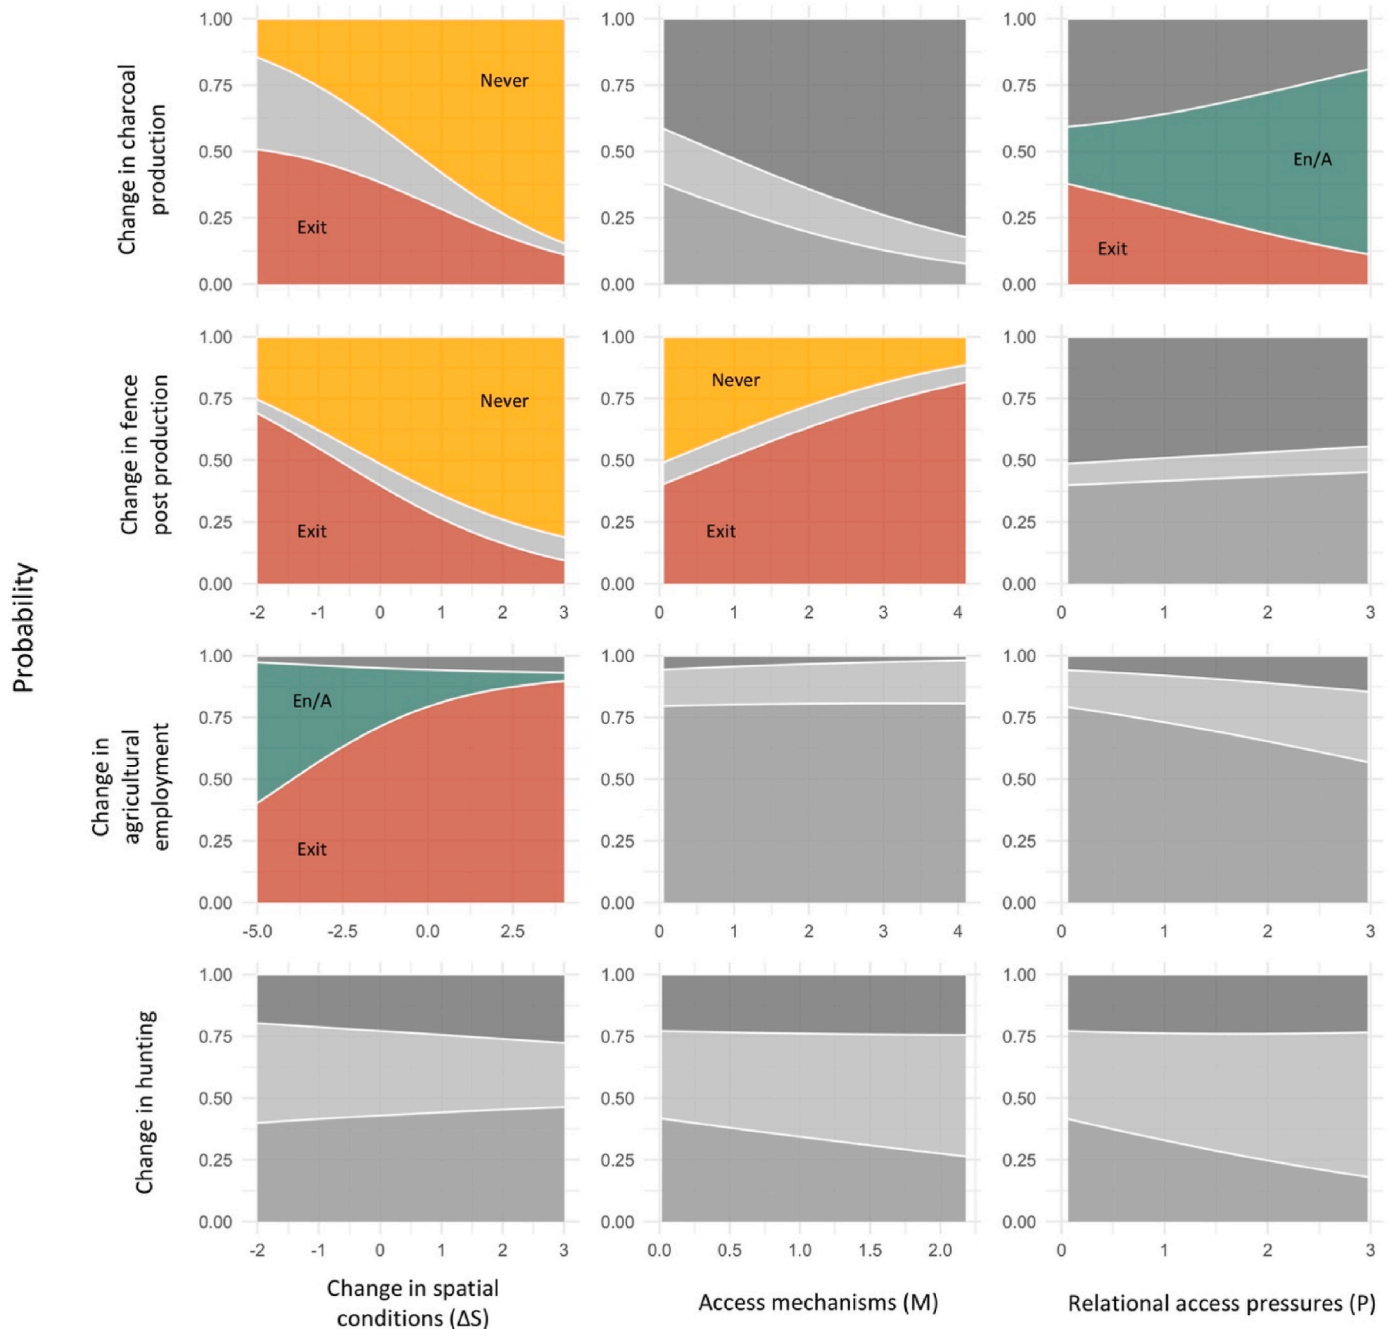 Probability
Change in charcoal
production
1.00
0.75
0.50
0.25
0.00
Never
Exit
1.00
0.75
0.50
0.25
0.00
1.00
0.75
0.50
0.25
0.00
En/A
Exit
Change in fence
post production
1.00
0.75
0.50
0.25
0.00
Never
Exit
-2 -1 0 1 2 3
1.00
0.75
0.50
0.25
0.00
Never
Exit
0 1 2 3 4
1.00
0.75
0.50
0.25
0.00
0 1 2 3
Change in
agricultural
employment
1.00
0.75
0.50
0.25
0.00
En/A
Exit
-5.0 -2.5 0.0 2.5
1.00
0.75
0.50
0.25
0.00
0 1 2 3 4
1.00
0.75
0.50
0.25
0.00
0 1 2 3
Change in hunting
1.00
0.75
0.50
0.25
0.00
-2 -1 0 1 2 3
1.00
0.75
0.50
0.25
0.00
0.0 0.5 1.0 1.5 2.0
1.00
0.75
0.50
0.25
0.00
0 1 2 3
Change in spatial
conditions (ΔS)
Access mechanisms (M)
Relational access pressures (P)